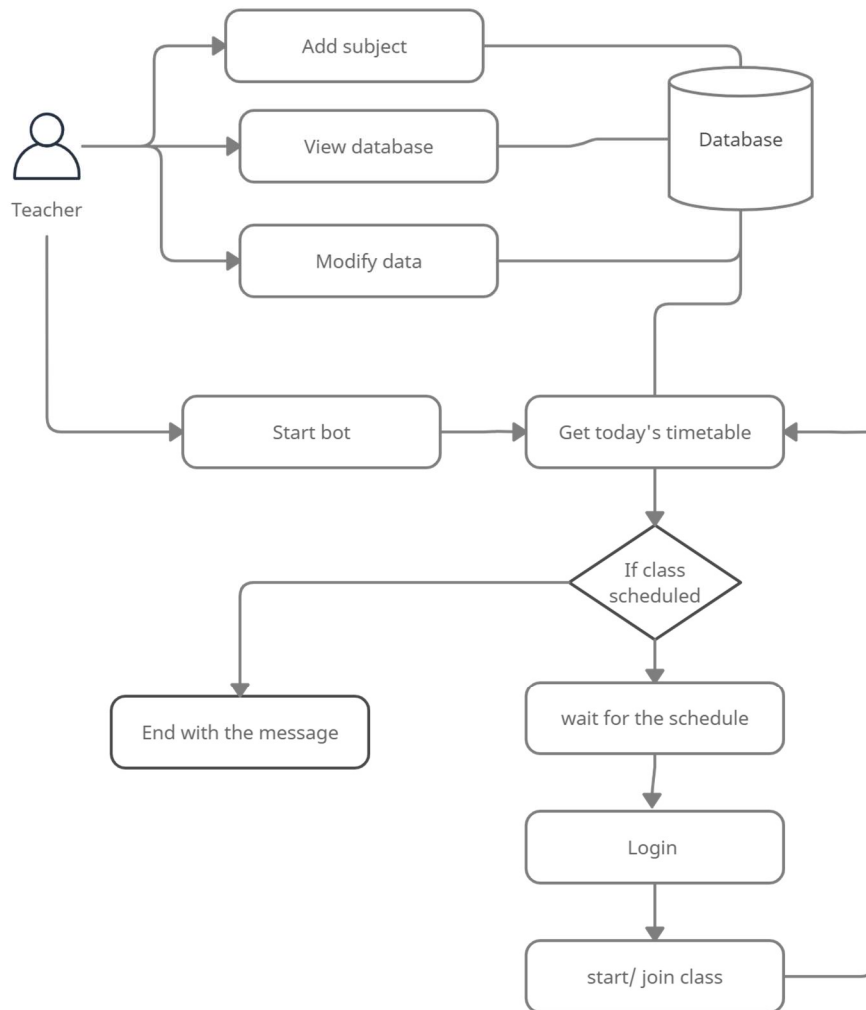 Add subject
View database
Database
Teacher
Modify data
Start bot
Get today's timetable
If class
scheduled
End with the message
wait for the schedule
Login
start/ join class